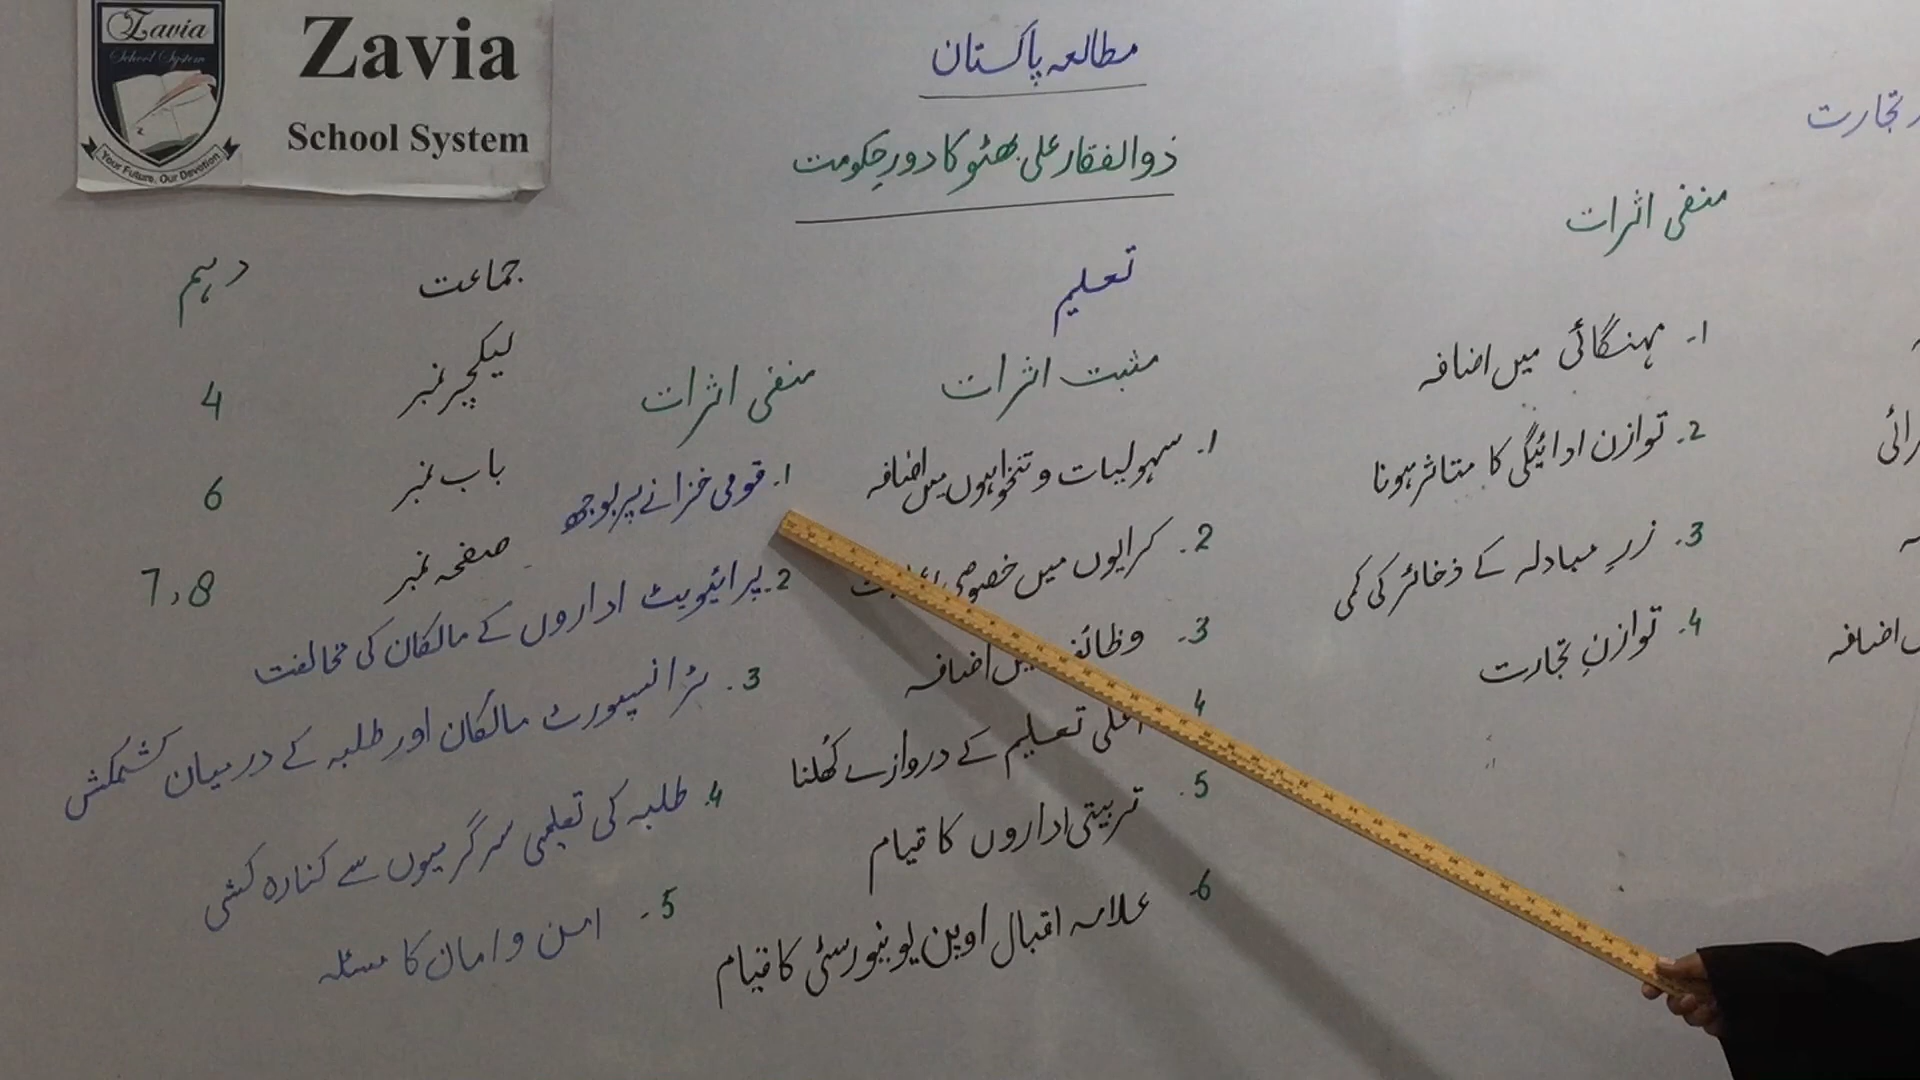 Zavia
School System
Your Future, Our Devotion
Zavia
School System
مطالعہ پاکستان
ذوالفقار علی بھٹو کا دورِ حکومت
تجارت
منفی اثرات
1. مہنگائی میں اضافہ
2. توازن ادائیگی کا متاثر ہونا
3. زرِ مبادلہ کے ذخائر کی کمی
4. توازنِ تجارت
اضافہ
تعلیم
مثبت اثرات
1. سہولیات و تنخواہوں میں اضافہ
2. کرایوں میں خصوصی
3. وظائف میں اضافہ
4 اعلی تعلیم کے دروازے کُھلنا
5. تربیتی اداروں کا قیام
6. علامہ اقبال اوپن یونیورسٹی کا قیام
منفی اثرات
1. قومی خزانے پر بوجھ
2. پرائیویٹ اداروں کے مالکان کی مخالفت
3. ٹرانسپورٹ مالکان اور طلبہ کے درمیان کشمکش
4. طلبہ کی تعلیمی سرگرمیوں سے کنارہ کشی
5. امن و امان کا مسئلہ
جماعت دہم
لیکچر نمبر 4
باب نمبر 6
صفحہ نمبر 7,8